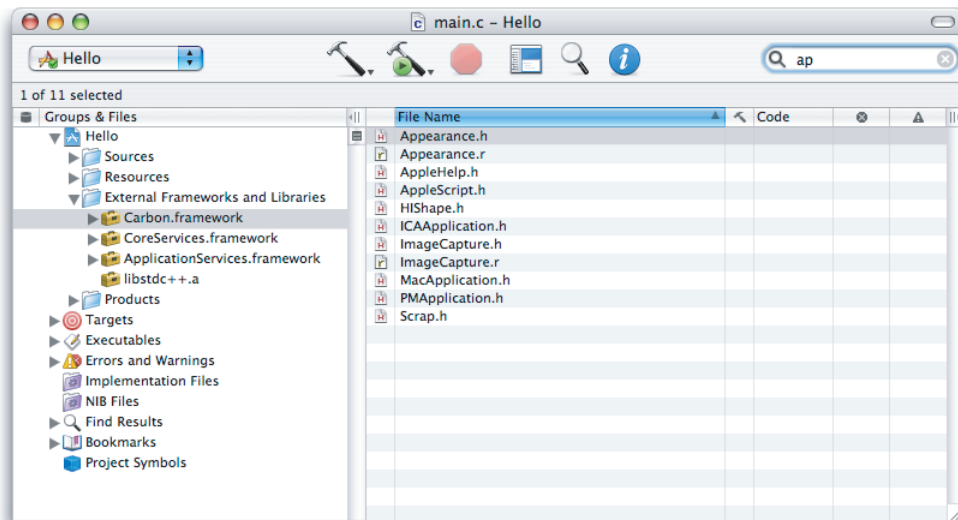 main.c – Hello
Hello
ap
1 of 11 selected
Groups & Files
File Name
Code
Hello
Sources
Resources
External Frameworks and Libraries
Carbon.framework
CoreServices.framework
ApplicationServices.framework
libstdc++.a
Products
Targets
Executables
Errors and Warnings
Implementation Files
NIB Files
Find Results
Bookmarks
Project Symbols
Appearance.h
Appearance.r
AppleHelp.h
AppleScript.h
HIShape.h
ICAApplication.h
ImageCapture.h
ImageCapture.r
MacApplication.h
PMApplication.h
Scrap.h